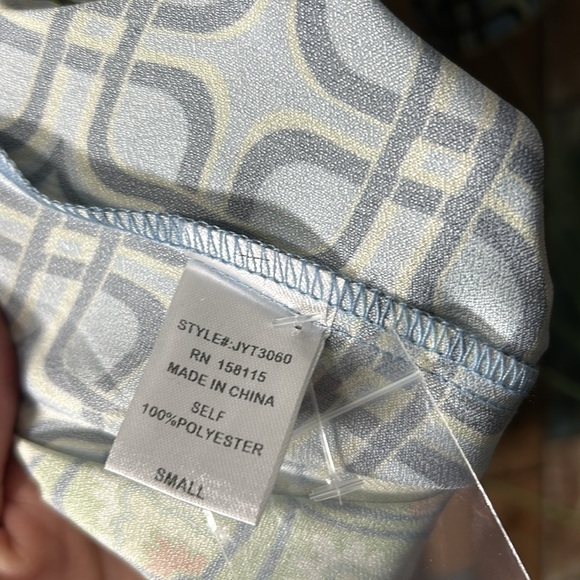 STYLE#:JYT3060
RN 158115
MADE IN CHINA
SELF
100%POLYESTER
SMALL